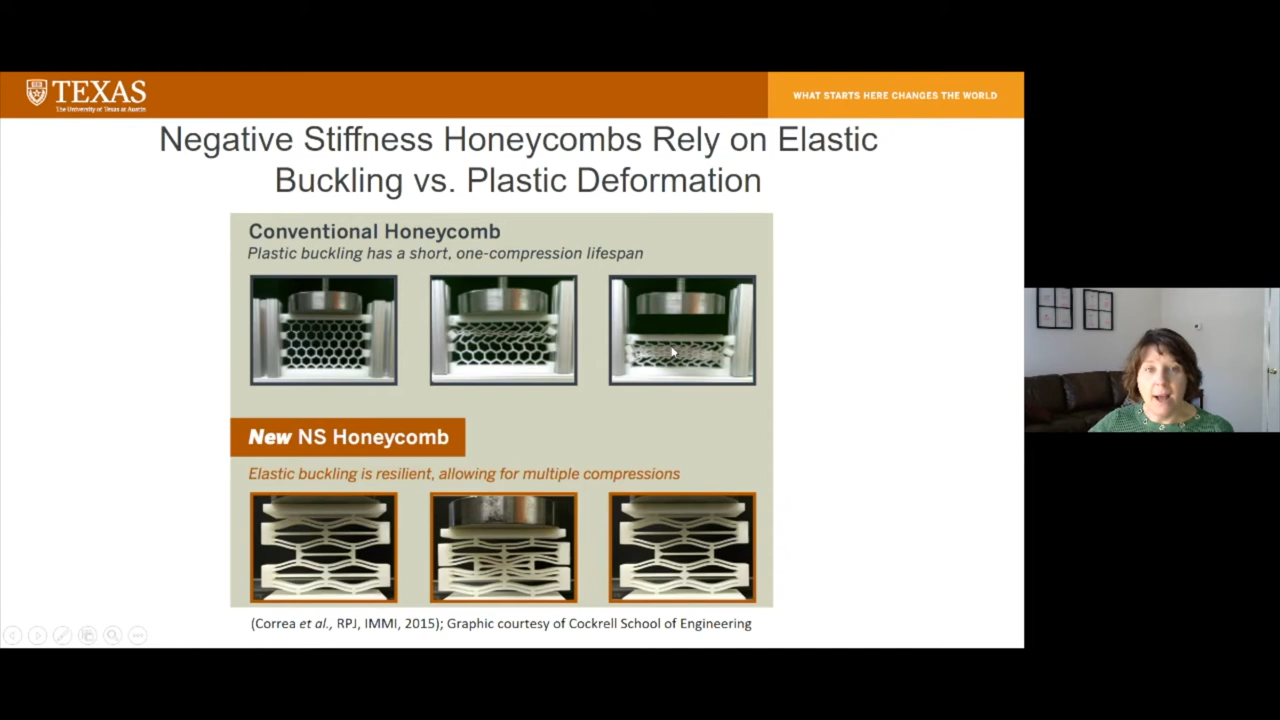 TEXAS
The University of Texas at Austin
WHAT STARTS HERE CHANGES THE WORLD
Negative Stiffness Honeycombs Rely on Elastic
Buckling vs. Plastic Deformation
Conventional Honeycomb
Plastic buckling has a short, one-compression lifespan
New NS Honeycomb
Elastic buckling is resilient, allowing for multiple compressions
(Correa et al., RPJ, IMMI, 2015); Graphic courtesy of Cockrell School of Engineering